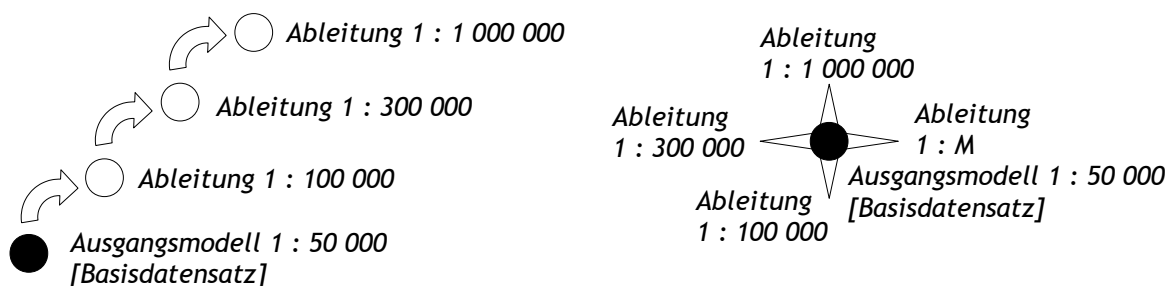 Ableitung 1 : 1 000 000
Ableitung 1 : 300 000
Ableitung 1 : 100 000
Ausgangsmodell 1 : 50 000
[Basisdatensatz]
Ableitung
1 : 1 000 000
Ableitung
1 : 300 000
Ableitung
1 : M
Ausgangsmodell 1 : 50 000
[Basisdatensatz]
Ableitung
1 : 100 000